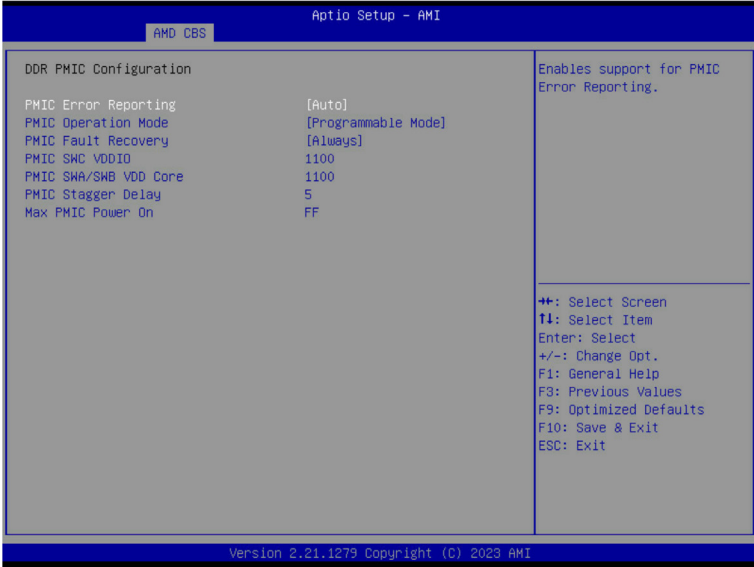 Aptio Setup – AMI
AMD CBS
DDR PMIC Configuration
PMIC Error Reporting [Auto]
PMIC Operation Mode [Programmable Mode]
PMIC Fault Recovery [Always]
PMIC SWC VDDIO 1100
PMIC SWA/SWB VDD Core 1100
PMIC Stagger Delay 5
Max PMIC Power On FF
Enables support for PMIC
Error Reporting.
→←: Select Screen
↑↓: Select Item
Enter: Select
+/-: Change Opt.
F1: General Help
F3: Previous Values
F9: Optimized Defaults
F10: Save & Exit
ESC: Exit
Version 2.21.1279 Copyright (C) 2023 AMI